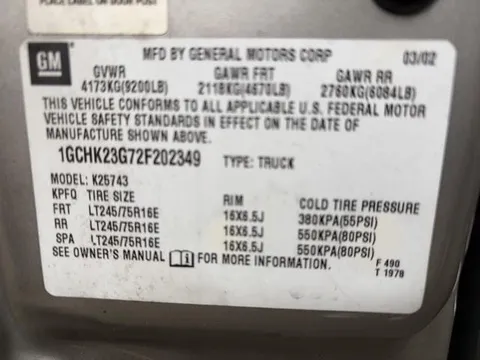 PLACE LABEL ON DOOR POST
GM
MFD BY GENERAL MOTORS CORP 03/02
GVWR GAWR FRT GAWR RR
4173KG(9200LB) 2118KG(4670LB) 2760KG(6084LB)
THIS VEHICLE CONFORMS TO ALL APPLICABLE U.S. FEDERAL MOTOR
VEHICLE SAFETY STANDARDS IN EFFECT ON THE DATE OF
MANUFACTURE SHOWN ABOVE.
1GCHK23G72F202349 TYPE: TRUCK
MODEL: K25743
KPFQ TIRE SIZE RIM COLD TIRE PRESSURE
FRT LT245/75R16E 16X6.5J 380KPA(55PSI)
RR LT245/75R16E 16X6.5J 550KPA(80PSI)
SPA LT245/75R16E 16X6.5J 550KPA(80PSI)
SEE OWNER'S MANUAL FOR MORE INFORMATION. F 490
T 1978